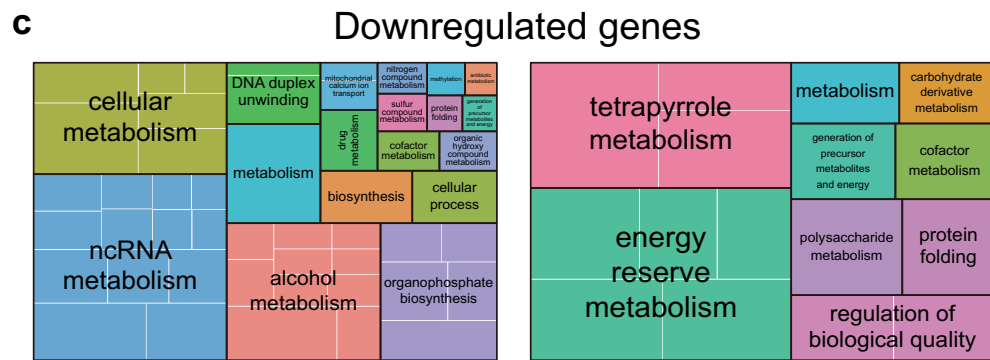 c
Downregulated genes
cellular
metabolism
ncRNA
metabolism
DNA duplex
unwinding
metabolism
mitochondrial
calcium ion
transport
drug
metabolism
nitrogen
compound
metabolism
methylation
antibiotic
metabolism
sulfur
compound
metabolism
protein
folding
generation
of
precursor
metabolites
and energy
cofactor
metabolism
organic
hydroxy
compound
metabolism
biosynthesis
cellular
process
alcohol
metabolism
organophosphate
biosynthesis
tetrapyrrole
metabolism
energy
reserve
metabolism
metabolism
carbohydrate
derivative
metabolism
generation of
precursor
metabolites
and energy
cofactor
metabolism
polysaccharide
metabolism
protein
folding
regulation of
biological quality